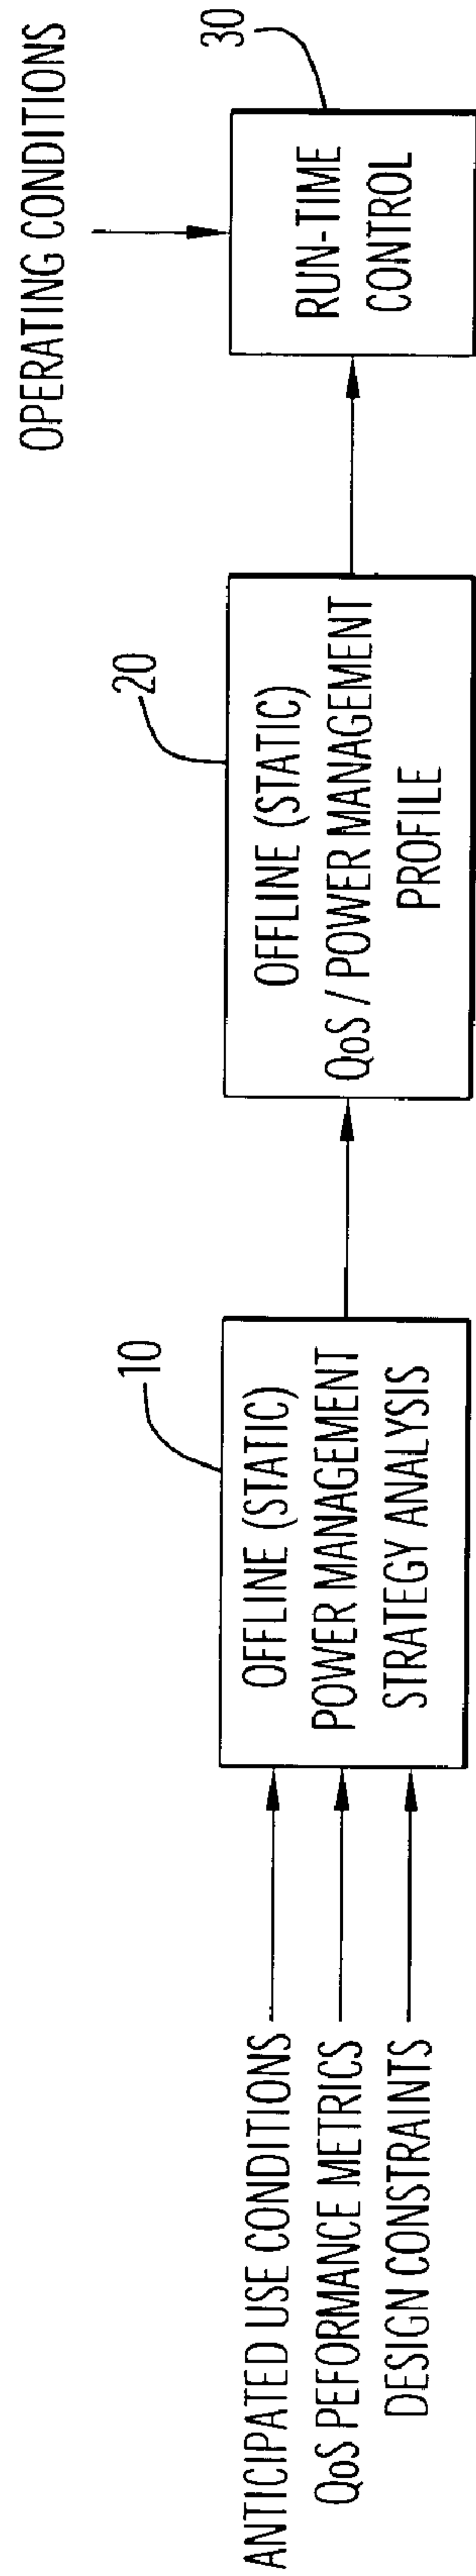 ANTICIPATED USE CONDITIONS
QoS PEFORMANCE METRICS
DESIGN CONSTRAINTS
10
OFFLINE (STATIC)
POWER MANAGEMENT
STRATEGY ANALYSIS
20
OFFLINE (STATIC)
QoS / POWER MANAGEMENT
PROFILE
OPERATING CONDITIONS
30
RUN-TIME
CONTROL